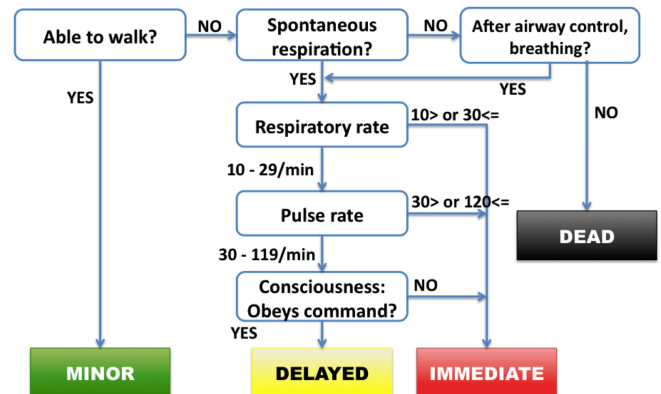 Able to walk?
NO
Spontaneous
respiration?
NO
After airway control,
breathing?
YES
YES
YES
NO
Respiratory rate
10> or 30<=
10 - 29/min
Pulse rate
30> or 120<=
DEAD
30 - 119/min
Consciousness:
Obeys command?
NO
YES
MINOR
DELAYED
IMMEDIATE